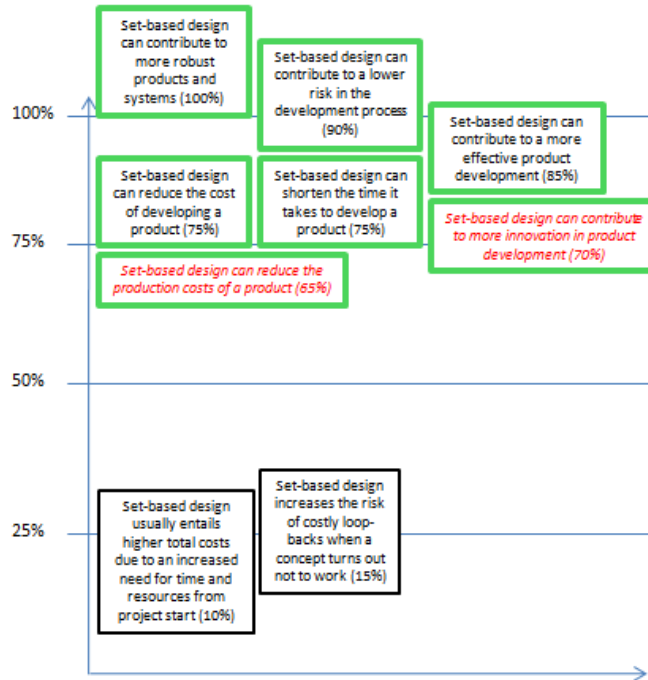 Set-based design
can contribute to
more robust
products and
systems (100%)
Set-based design can
contribute to a lower
risk in the
development process
(90%)
100%
Set-based design can
contribute to a more
effective product
development (85%)
Set-based design
can reduce the cost
of developing a
product (75%)
Set-based design can
shorten the time it
takes to develop a
product (75%)
Set-based design can contribute
to more innovation in product
development (70%)
75%
Set-based design can reduce the
production costs of a product (65%)
50%
Set-based design
usually entails
higher total costs
due to an increased
need for time and
resources from
project start (10%)
Set-based design
increases the risk
of costly loop-
backs when a
concept turns out
not to work (15%)
25%